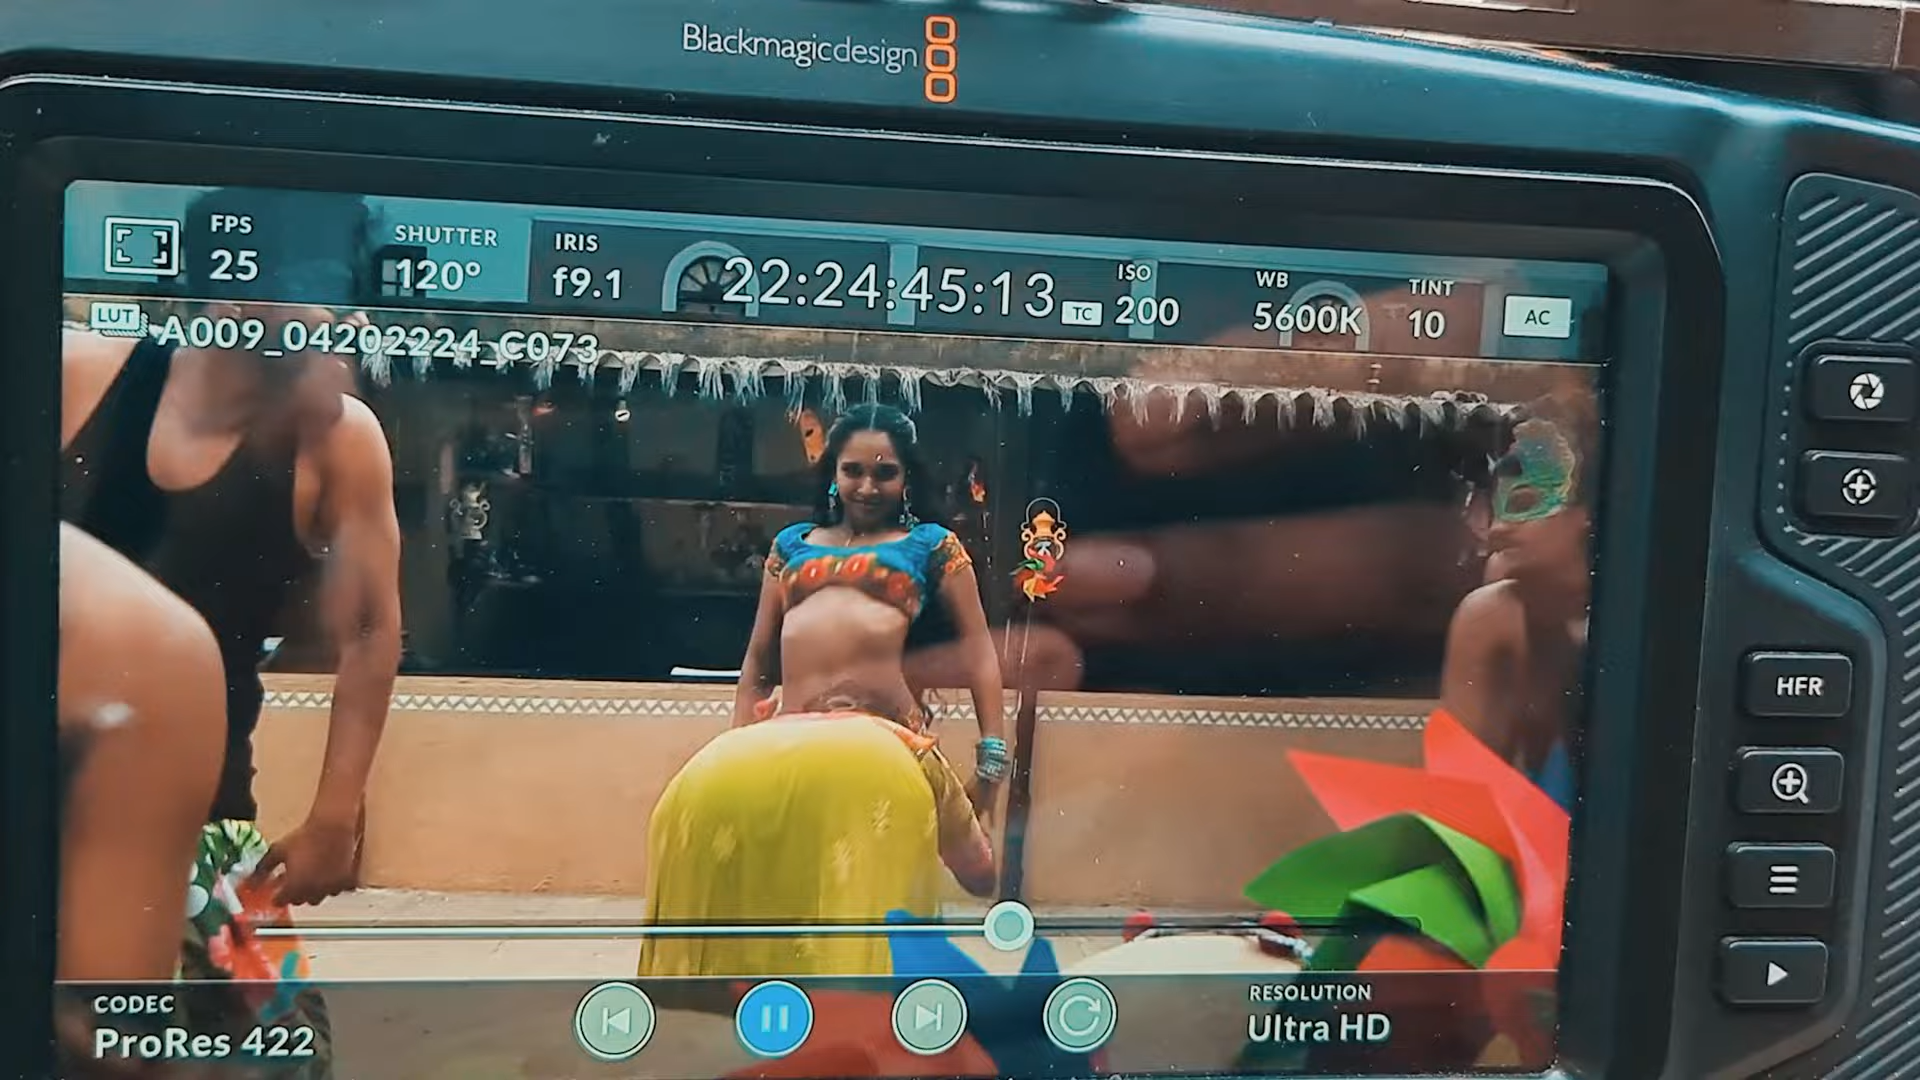 Blackmagicdesign
FPS
25
SHUTTER
120°
IRIS
f9.1
22:24:45:13
TC
ISO
200
WB
5600K
TINT
10
AC
LUT
A009_04202224_C073
HFR
CODEC
ProRes 422
RESOLUTION
Ultra HD